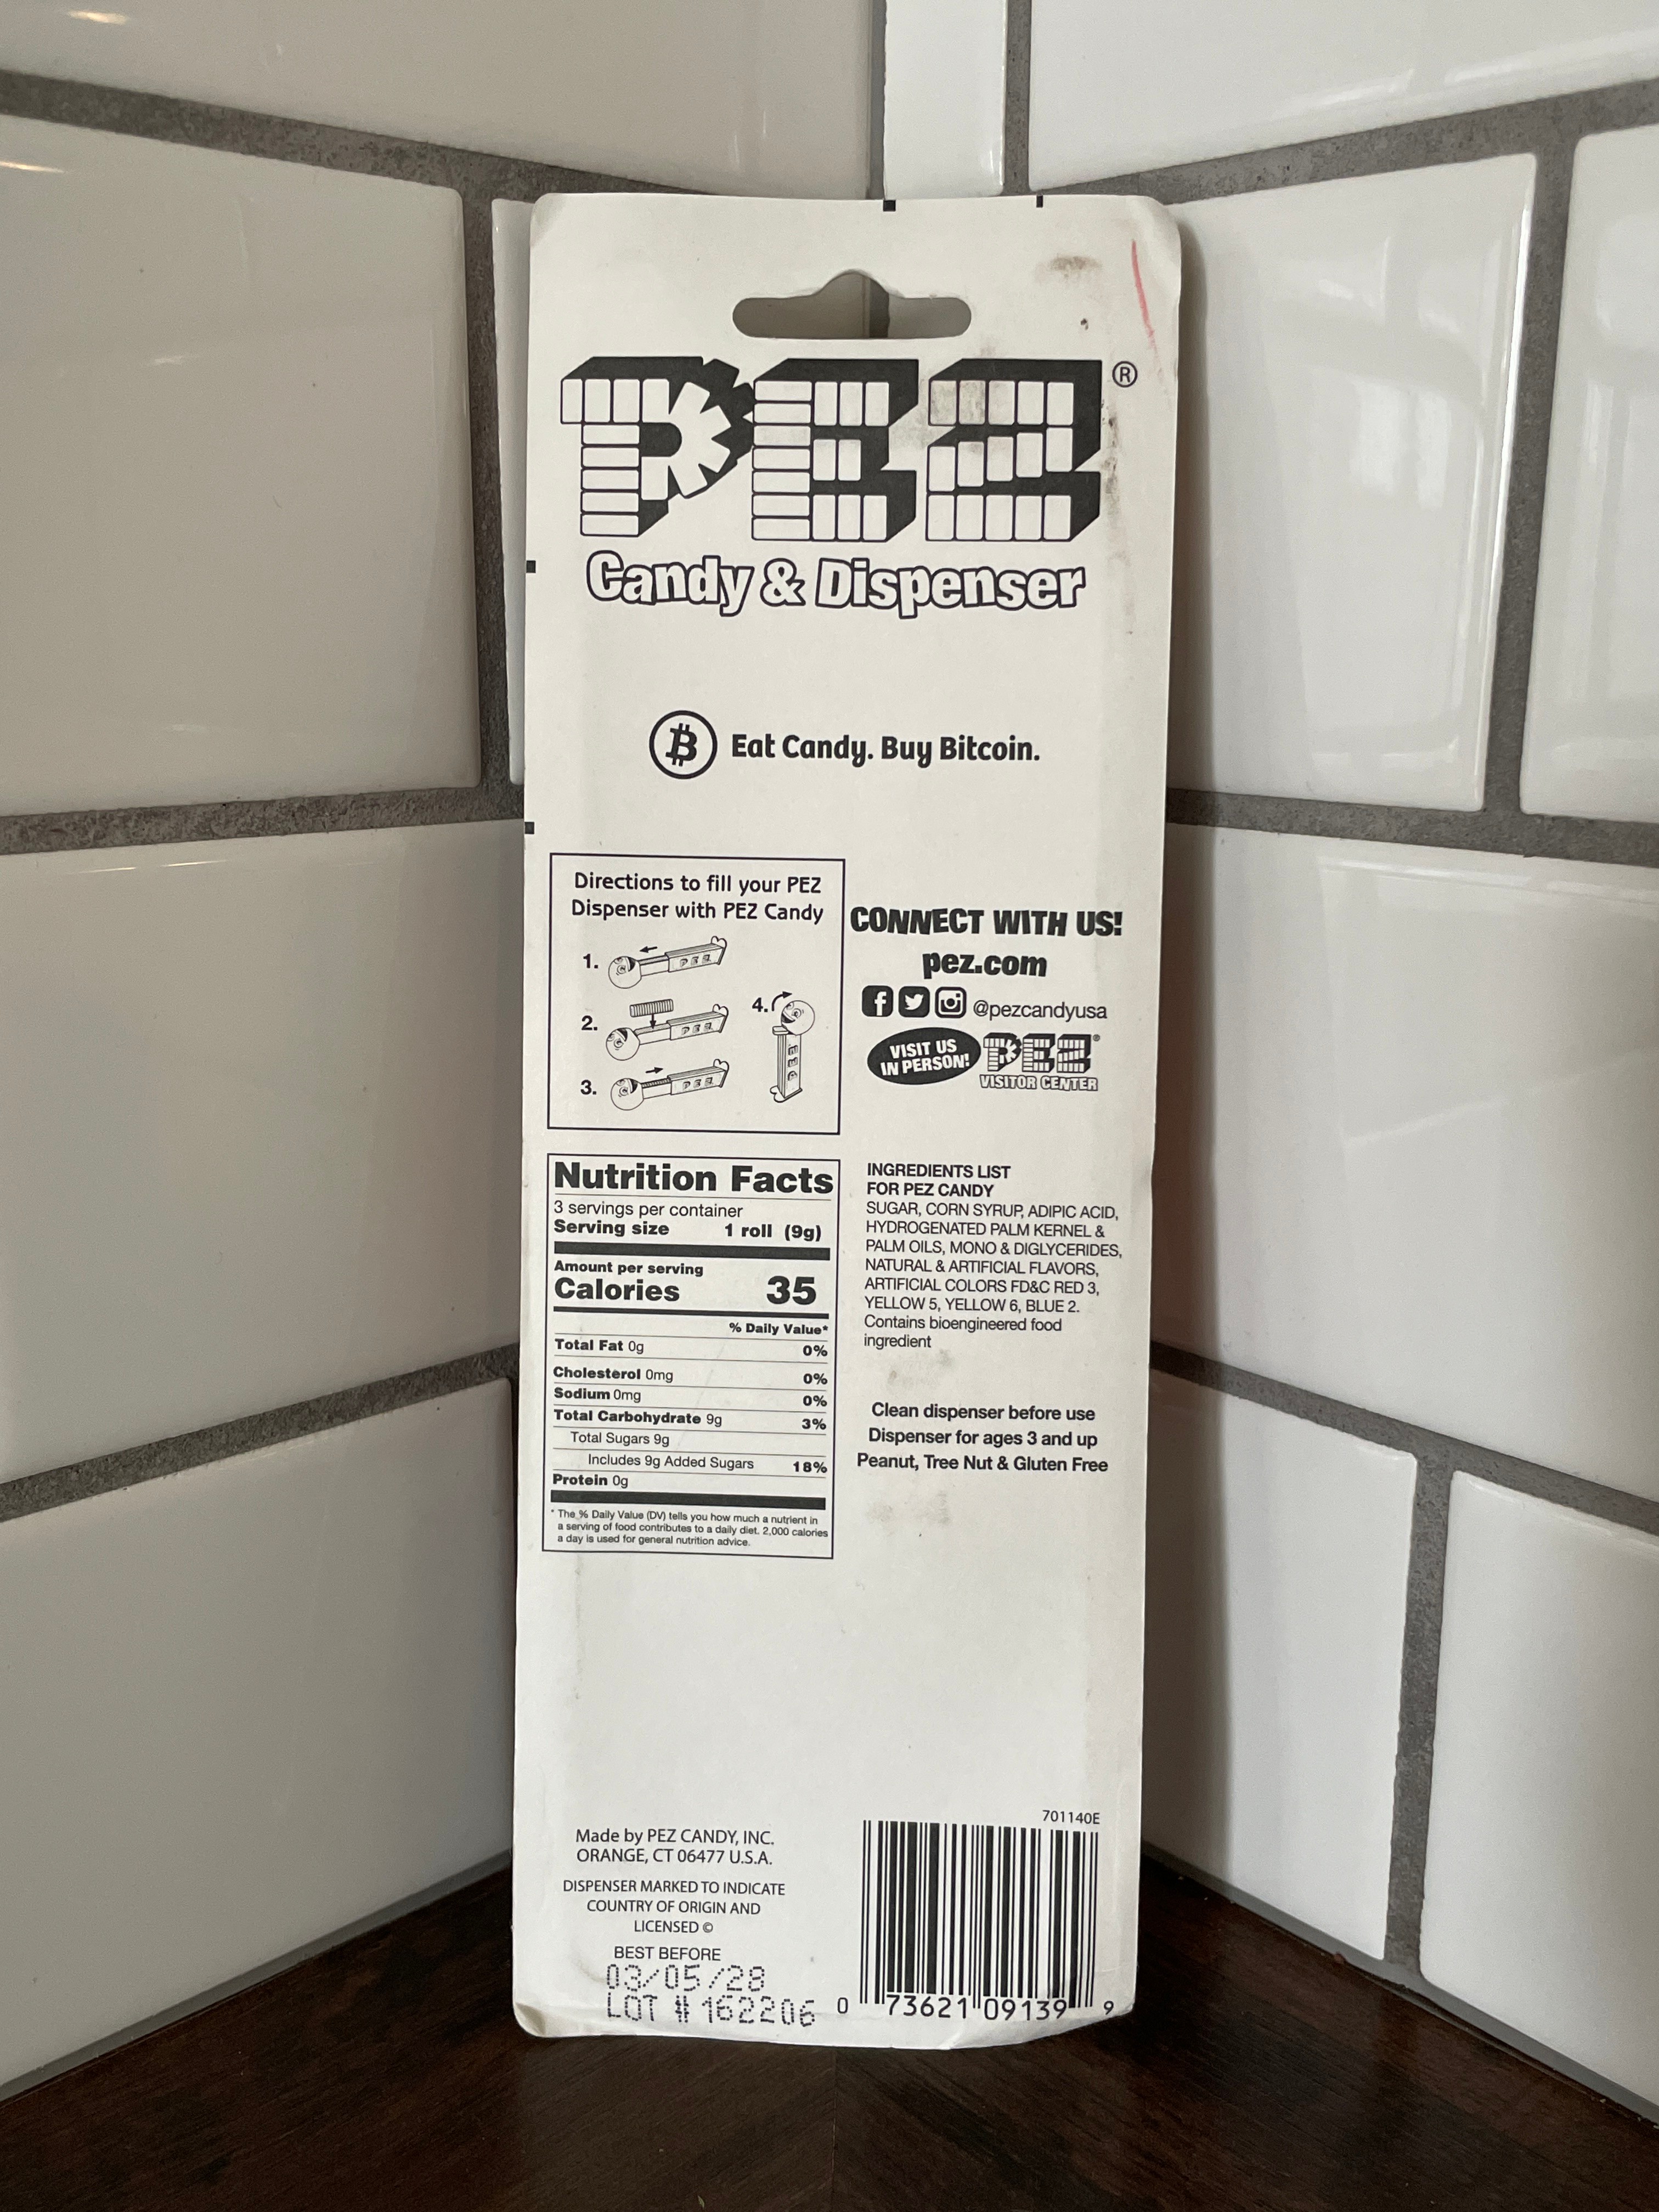 PEZ®
Candy & Dispenser
₿ Eat Candy. Buy Bitcoin.
Directions to fill your PEZ
Dispenser with PEZ Candy
1.
PEZ
2.
PEZ
3.
PEZ
4.
PEZ
CONNECT WITH US!
pez.com
@pezcandyusa
VISIT US
IN PERSON!
PEZ®
VISITOR CENTER
Nutrition Facts
3 servings per container
Serving size 1 roll (9g)
Amount per serving
Calories 35
% Daily Value*
Total Fat 0g 0%
Cholesterol 0mg 0%
Sodium 0mg 0%
Total Carbohydrate 9g 3%
Total Sugars 9g
Includes 9g Added Sugars 18%
Protein 0g
* The % Daily Value (DV) tells you how much a nutrient in
a serving of food contributes to a daily diet. 2,000 calories
a day is used for general nutrition advice.
INGREDIENTS LIST
FOR PEZ CANDY
SUGAR, CORN SYRUP, ADIPIC ACID,
HYDROGENATED PALM KERNEL &
PALM OILS, MONO & DIGLYCERIDES,
NATURAL & ARTIFICIAL FLAVORS,
ARTIFICIAL COLORS FD&C RED 3,
YELLOW 5, YELLOW 6, BLUE 2.
Contains bioengineered food
ingredient
Clean dispenser before use
Dispenser for ages 3 and up
Peanut, Tree Nut & Gluten Free
Made by PEZ CANDY, INC.
ORANGE, CT 06477 U.S.A.
DISPENSER MARKED TO INDICATE
COUNTRY OF ORIGIN AND
LICENSED ©
BEST BEFORE
03/05/28
LOT # 162206
701140E
0 73621 09139 9